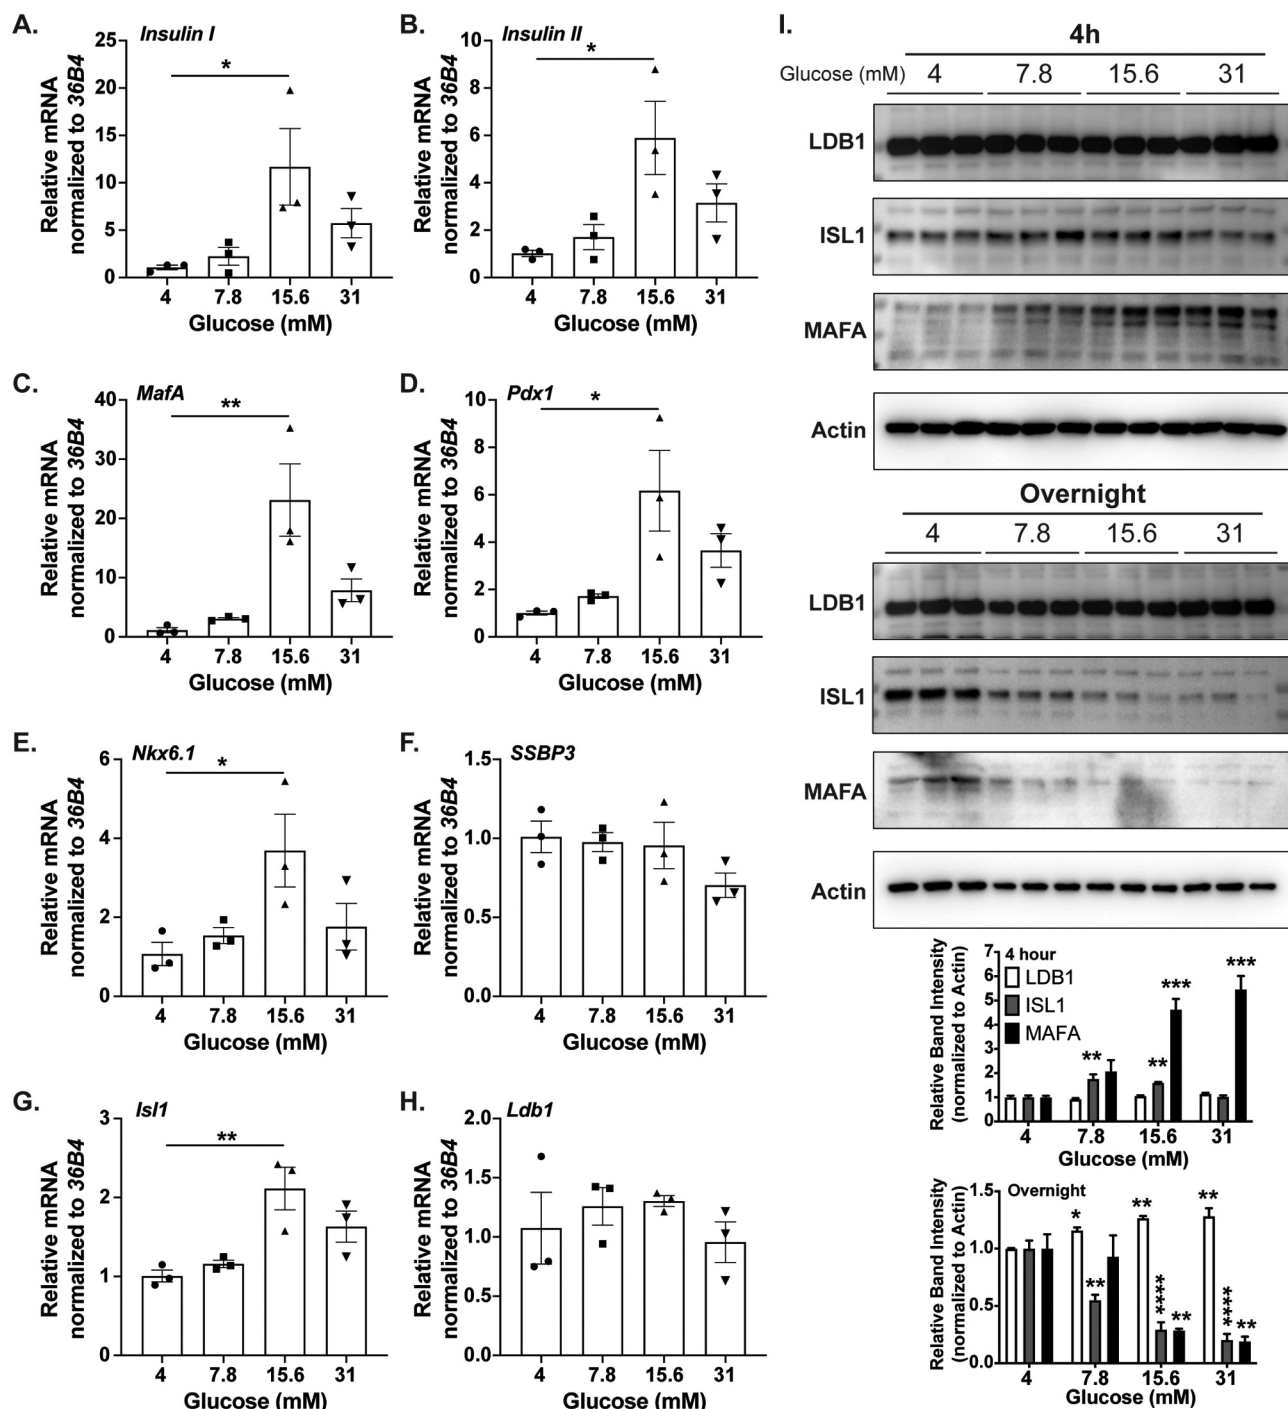 A.
Insulin I
Relative mRNA
normalized to 36B4
25
20
15
10
5
0
*
4 7.8 15.6 31
Glucose (mM)
B.
Insulin II
Relative mRNA
normalized to 36B4
10
8
6
4
2
0
*
4 7.8 15.6 31
Glucose (mM)
C.
MafA
Relative mRNA
normalized to 36B4
40
30
20
10
0
**
4 7.8 15.6 31
Glucose (mM)
D.
Pdx1
Relative mRNA
normalized to 36B4
10
8
6
4
2
0
*
4 7.8 15.6 31
Glucose (mM)
E.
Nkx6.1
Relative mRNA
normalized to 36B4
6
4
2
0
*
4 7.8 15.6 31
Glucose (mM)
F.
SSBP3
Relative mRNA
normalized to 36B4
1.5
1.0
0.5
0.0
4 7.8 15.6 31
Glucose (mM)
G.
Isl1
Relative mRNA
normalized to 36B4
3
2
1
0
**
4 7.8 15.6 31
Glucose (mM)
H.
Ldb1
Relative mRNA
normalized to 36B4
2.0
1.5
1.0
0.5
0.0
4 7.8 15.6 31
Glucose (mM)
I.
4h
Glucose (mM) 4 7.8 15.6 31
LDB1
ISL1
MAFA
Actin
Overnight
4 7.8 15.6 31
LDB1
ISL1
MAFA
Actin
Relative Band Intensity
(normalized to Actin)
7
6
5
4
3
2
1
0
4 hour
LDB1
ISL1
MAFA
** ** *** ***
4 7.8 15.6 31
Glucose (mM)
Relative Band Intensity
(normalized to Actin)
1.5
1.0
0.5
0.0
Overnight
* ** **
** **** ** **** **
4 7.8 15.6 31
Glucose (mM)